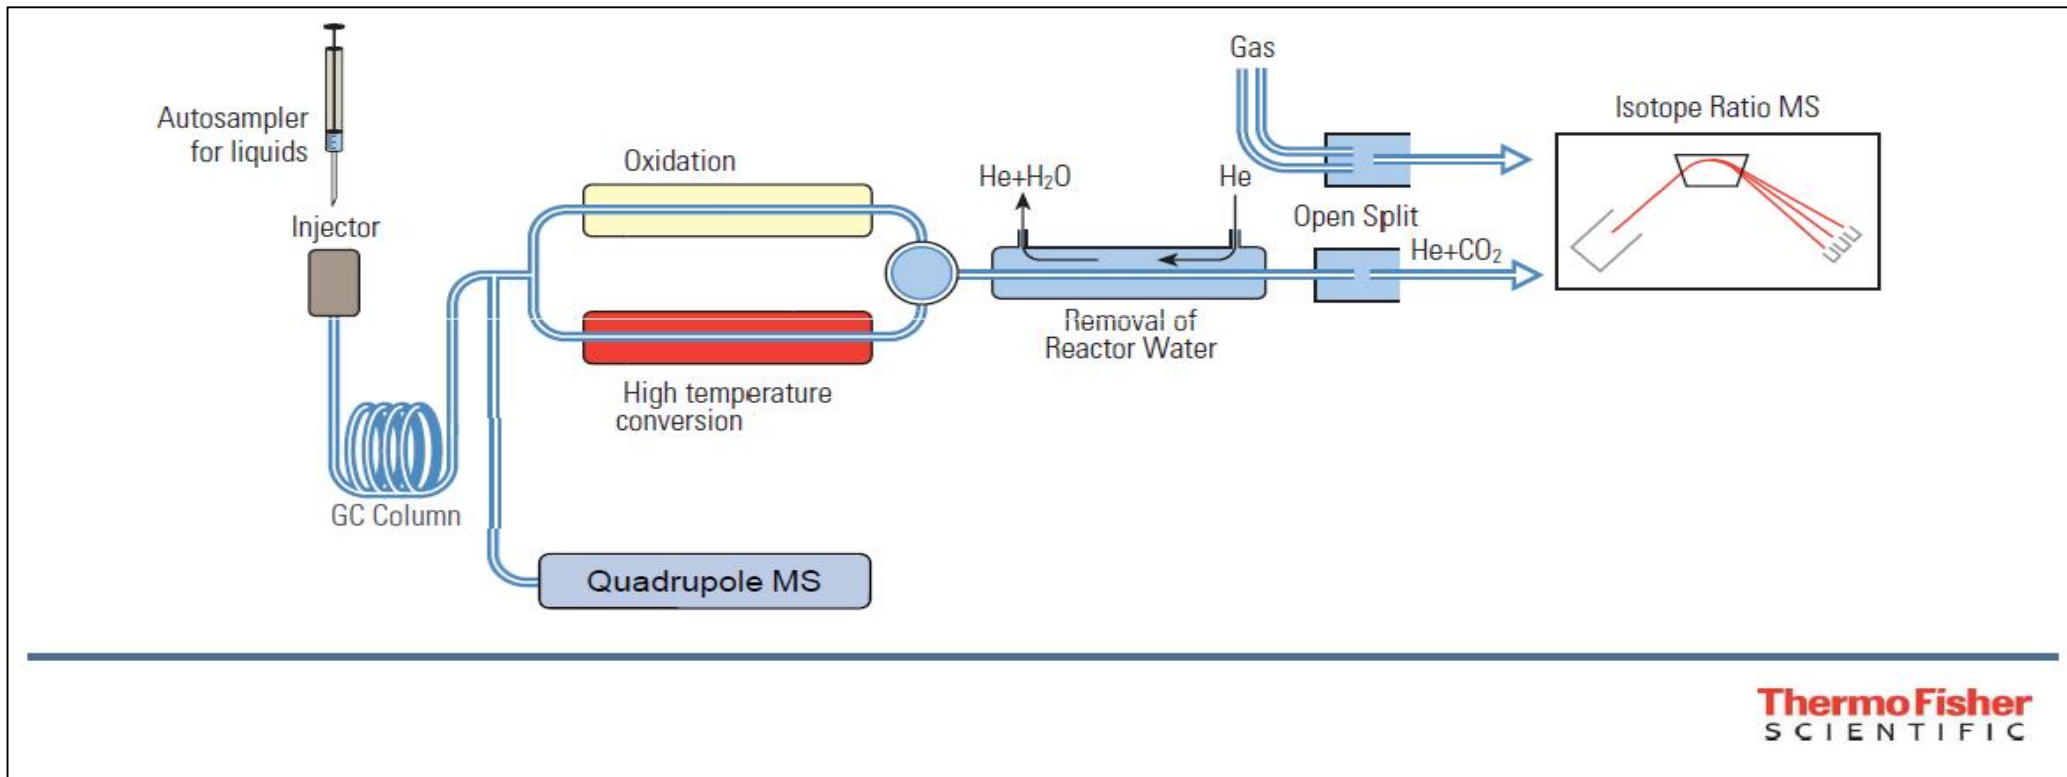 Autosampler
for liquids
Injector
GC Column
Oxidation
High temperature
conversion
Quadrupole MS
He+H₂O
He
Removal of
Reactor Water
Gas
Open Split
He+CO₂
Isotope Ratio MS
ThermoFisher
SCIENTIFIC